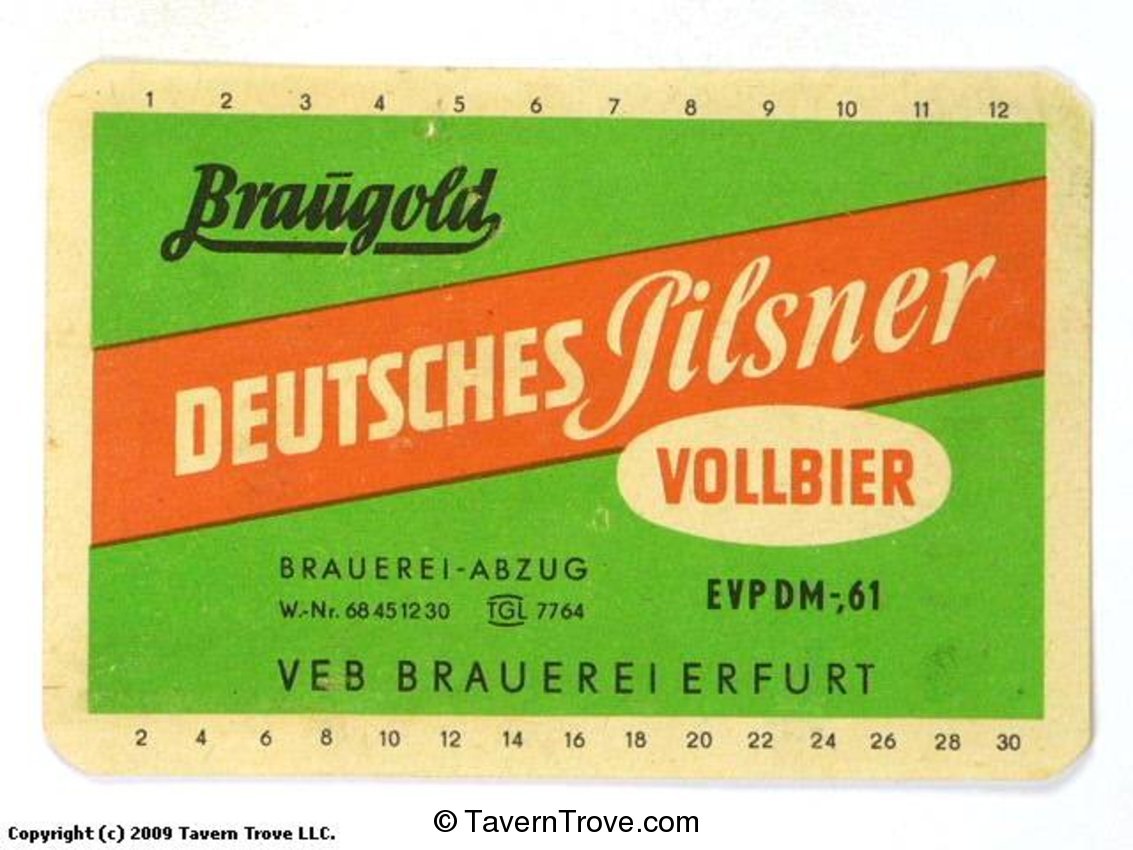 1 2 3 4 5 6 7 8 9 10 11 12
Braūgold
DEUTSCHES Pilsner
VOLLBIER
BRAUEREI-ABZUG
W.-Nr. 68 45 12 30 TGL 7764
EVP DM -,61
VEB BRAUEREI ERFURT
2 4 6 8 10 12 14 16 18 20 22 24 26 28 30
Copyright (c) 2009 Tavern Trove LLC.
© TavernTrove.com